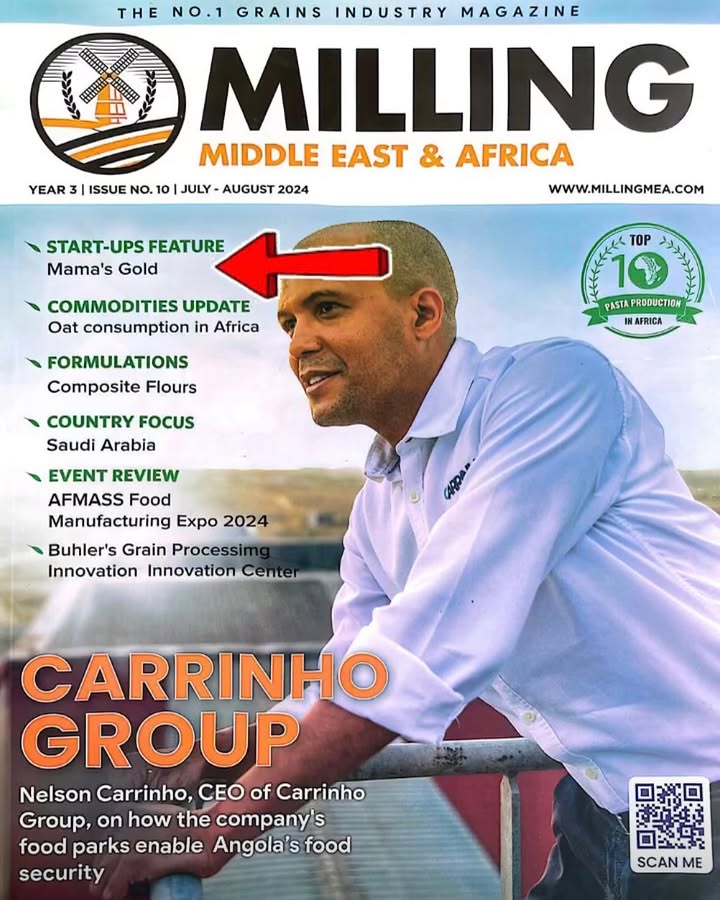 THE NO.1 GRAINS INDUSTRY MAGAZINE
MILLING
MIDDLE EAST & AFRICA
YEAR 3 | ISSUE NO. 10 | JULY - AUGUST 2024
WWW.MILLINGMEA.COM
START-UPS FEATURE
Mama's Gold
COMMODITIES UPDATE
Oat consumption in Africa
FORMULATIONS
Composite Flours
COUNTRY FOCUS
Saudi Arabia
EVENT REVIEW
AFMASS Food
Manufacturing Expo 2024
Buhler's Grain Processimg
Innovation Innovation Center
TOP
10
PASTA PRODUCTION
IN AFRICA
CARRINHO
GROUP
Nelson Carrinho, CEO of Carrinho
Group, on how the company's
food parks enable Angola's food
security
SCAN ME